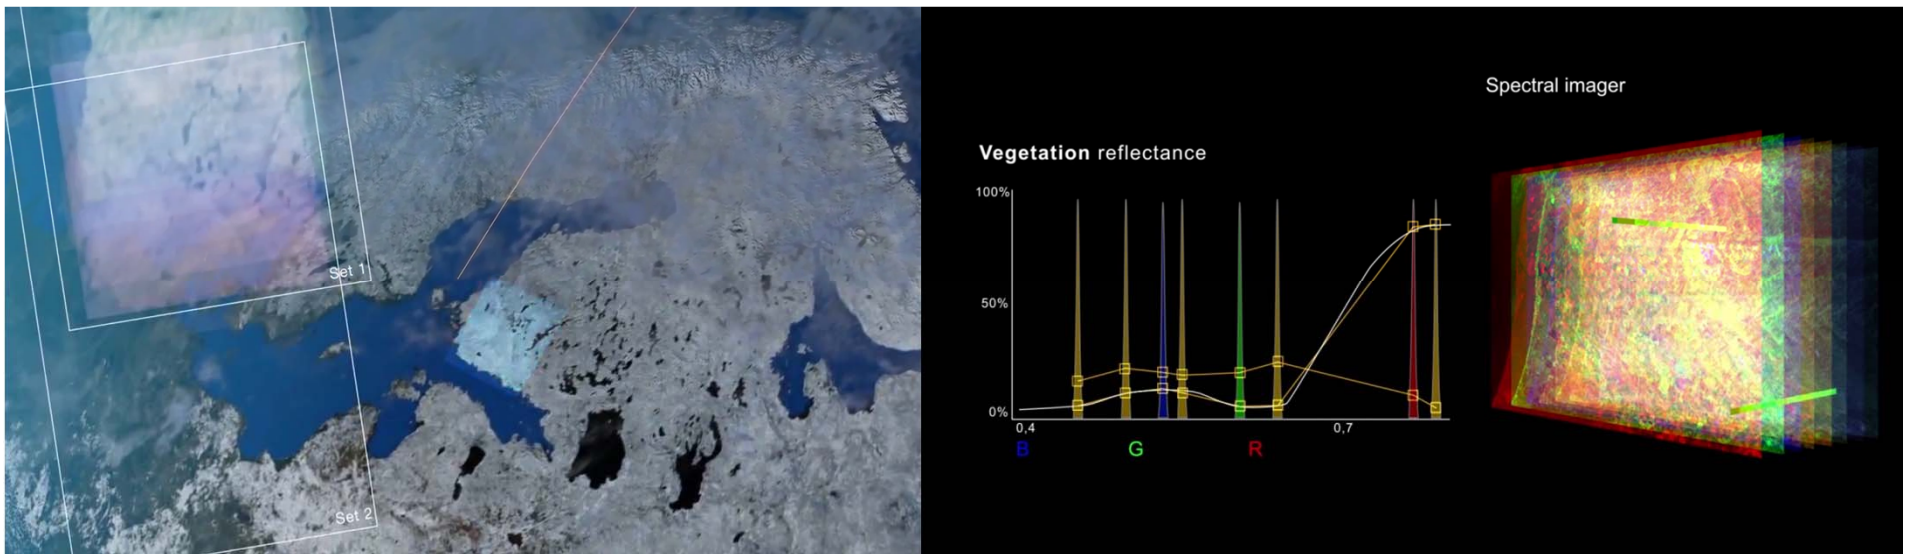 Set 1
Set 2
Spectral imager
Vegetation reflectance
100%
50%
0%
0,4
0,7
B
G
R